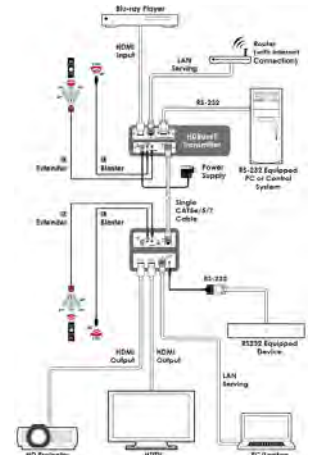 Blu-ray Player
HDMI
Input
LAN
Serving
Router
(with Internet
Connection)
RS-232
HDBaseT
Transmitter
IR
Extender
IR
Blaster
Power
Supply
RS-232 Equipped
PC or Control
System
Single
CAT5e/6/7
Cable
IR
Extender
IR
Blaster
RS-232
RS232 Equipped
Device
HDMI
Output
HDMI
Output
LAN
Serving
HD Projector
HDTV
PC/Laptop